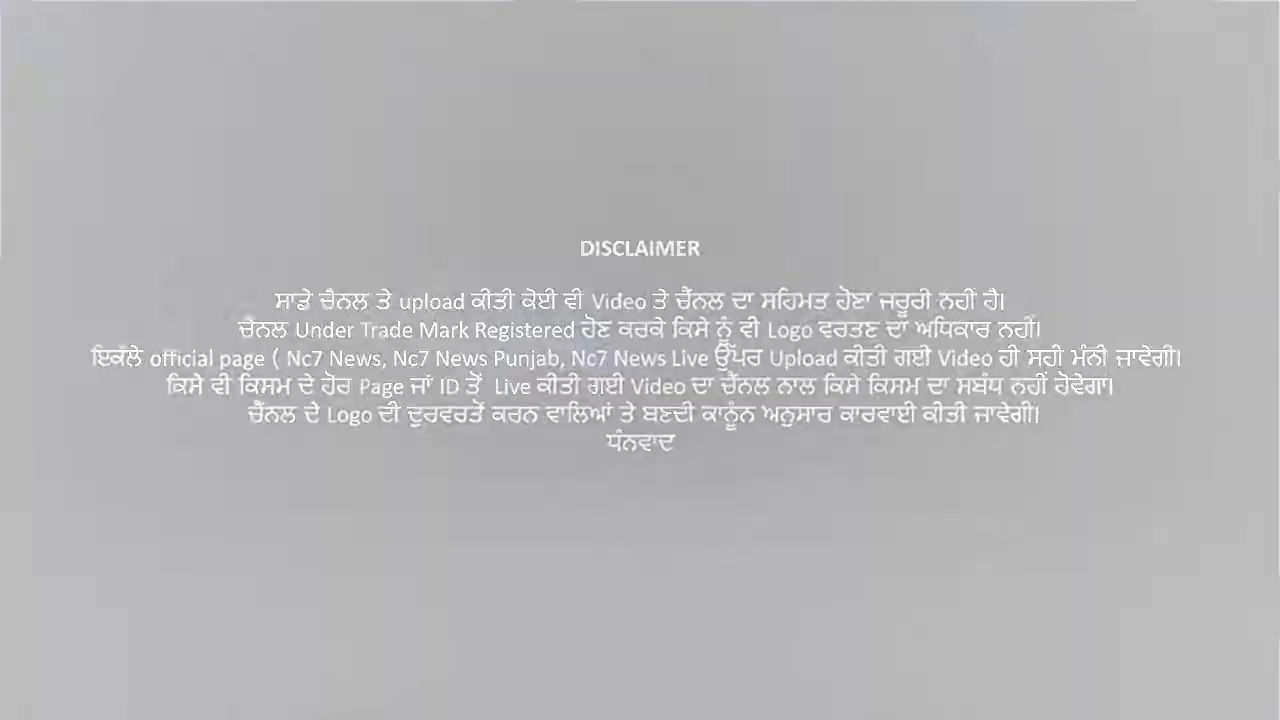 DISCLAIMER
ਸਾਡੇ ਚੈਨਲ ਤੇ upload ਕੀਤੀ ਕੋਈ ਵੀ Video ਤੇ ਚੈੱਨਲ ਦਾ ਸਹਿਮਤ ਹੋਣਾ ਜਰੂਰੀ ਨਹੀਂ ਹੈ।
ਚੈਨਲ Under Trade Mark Registered ਹੋਣ ਕਰਕੇ ਕਿਸੇ ਨੂੰ ਵੀ Logo ਵਰਤਣ ਦਾ ਅਧਿਕਾਰ ਨਹੀਂ।
ਇਕੱਲੇ official page ( Nc7 News, Nc7 News Punjab, Nc7 News Live ਉੱਪਰ Upload ਕੀਤੀ ਗਈ Video ਹੀ ਸਹੀ ਮੰਨੀ ਜਾਵੇਗੀ।
ਕਿਸੇ ਵੀ ਕਿਸਮ ਦੇ ਹੋਰ Page ਜਾਂ ID ਤੋਂ Live ਕੀਤੀ ਗਈ Video ਦਾ ਚੈੱਨਲ ਨਾਲ ਕਿਸੇ ਕਿਸਮ ਦਾ ਸਬੰਧ ਨਹੀਂ ਹੋਵੇਗਾ।
ਚੈੱਨਲ ਦੇ Logo ਦੀ ਦੁਰਵਰਤੋਂ ਕਰਨ ਵਾਲਿਆਂ ਤੇ ਬਣਦੀ ਕਾਨੂੰਨ ਅਨੁਸਾਰ ਕਾਰਵਾਈ ਕੀਤੀ ਜਾਵੇਗੀ।
ਧੰਨਵਾਦ